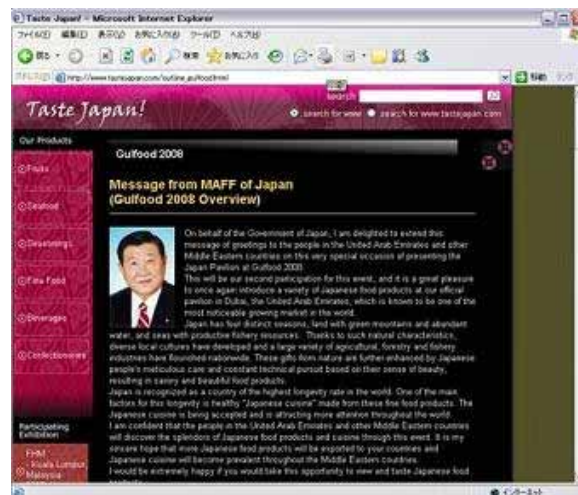 Taste Japan! - Microsoft Internet Explorer
search
Taste Japan!
search for www search for www.tastejapan.com
Our Products
Gulfood 2008
Fruits
Message from MAFF of Japan
(Gulfood 2008 Overview)
Seafood
Seasonings
Fine Food
Beverages
Confectioneries
On behalf of the Government of Japan, I am delighted to extend this
message of greetings to the people in the United Arab Emirates and other
Middle Eastern countries on this very special occasion of presenting the
Japan Pavilion at Gulfood 2008.
This will be our second participation for this event, and it is a great pleasure
to once again introduce a variety of Japanese food products at our official
pavilion in Dubai, the United Arab Emirates, which is known to be one of the
most noticeable growing market in the world.
Japan has four distinct seasons, land with green mountains and abundant
water, and seas with productive fishery resources. Thanks to such natural characteristics,
diverse local cultures have developed and a large variety of agricultural, forestry and fishery
industries have flourished nationwide. These gifts from nature are further enhanced by Japanese
people's meticulous care and constant technical pursuit based on their sense of beauty,
resulting in savory and beautiful food products.
Japan is recognized as a country of the highest longevity rate in the world. One of the main
factors for this longevity is healthy "Japanese cuisine" made from these fine food products. The
Japanese cuisine is being accepted and is attracting more attention throughout the world.
I am confident that the people in the United Arab Emirates and other Middle Eastern countries
will discover the splendors of Japanese food products and cuisine through this event. It is my
sincere hope that more Japanese food products will be exported to your countries and
Japanese cuisine will become prevalent throughout the Middle Eastern countries.
I would be extremely happy if you would take this opportunity to view and taste Japanese food
Participating
Exhibition
FHM
- Kuala Lumpur,
Malaysia
インターネット